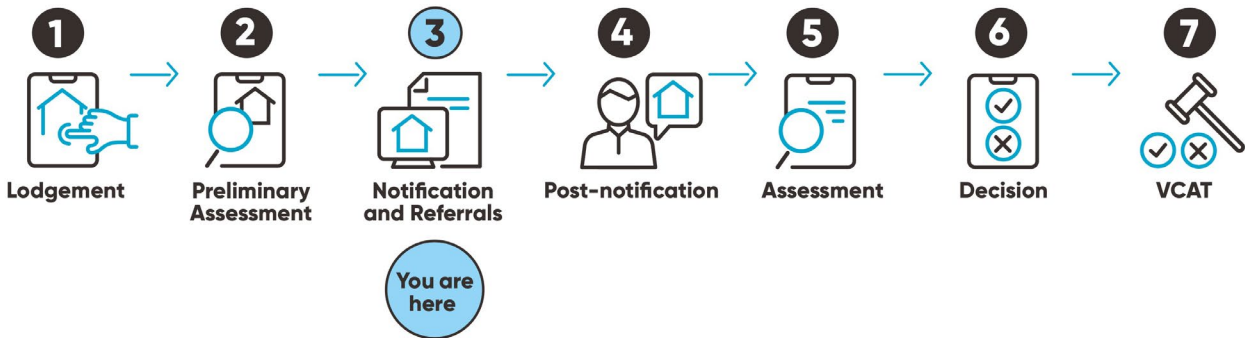 1
2
3
4
5
6
7
Lodgement
Preliminary
Assessment
Notification
and Referrals
Post-notification
Assessment
Decision
VCAT
You are
here